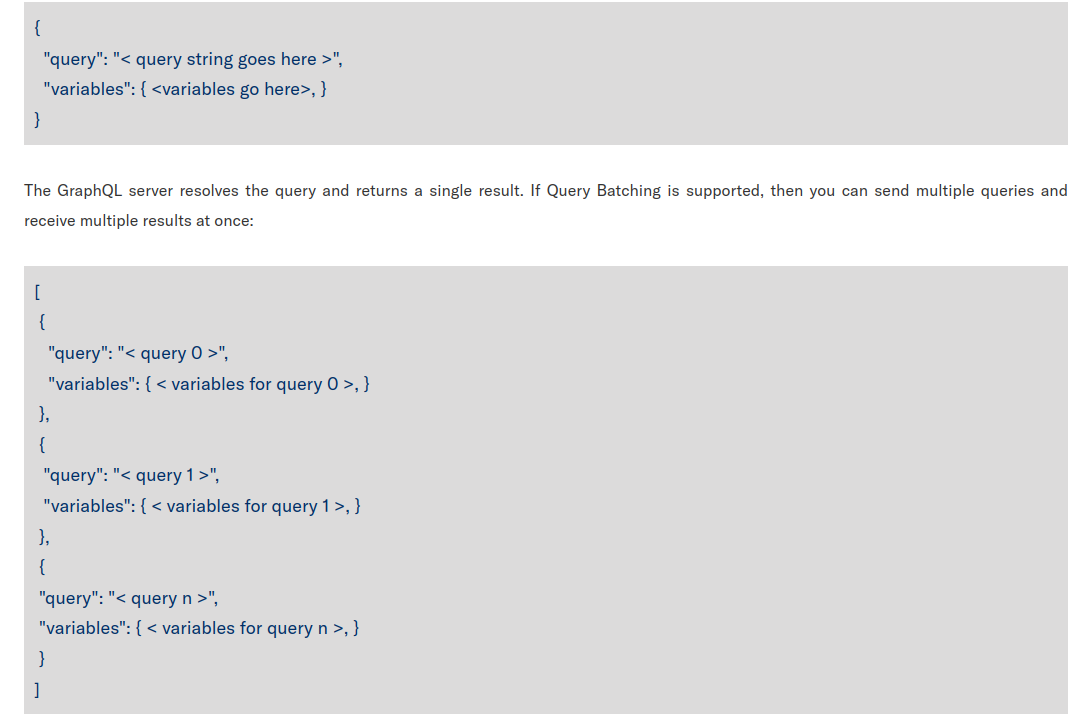 {
"query": "< query string goes here >",
"variables": { <variables go here>, }
}
The GraphQL server resolves the query and returns a single result. If Query Batching is supported, then you can send multiple queries and
receive multiple results at once:
[
{
"query": "< query 0 >",
"variables": { < variables for query 0 >, }
},
{
"query": "< query 1 >",
"variables": { < variables for query 1 >, }
},
{
"query": "< query n >",
"variables": { < variables for query n >, }
}
]